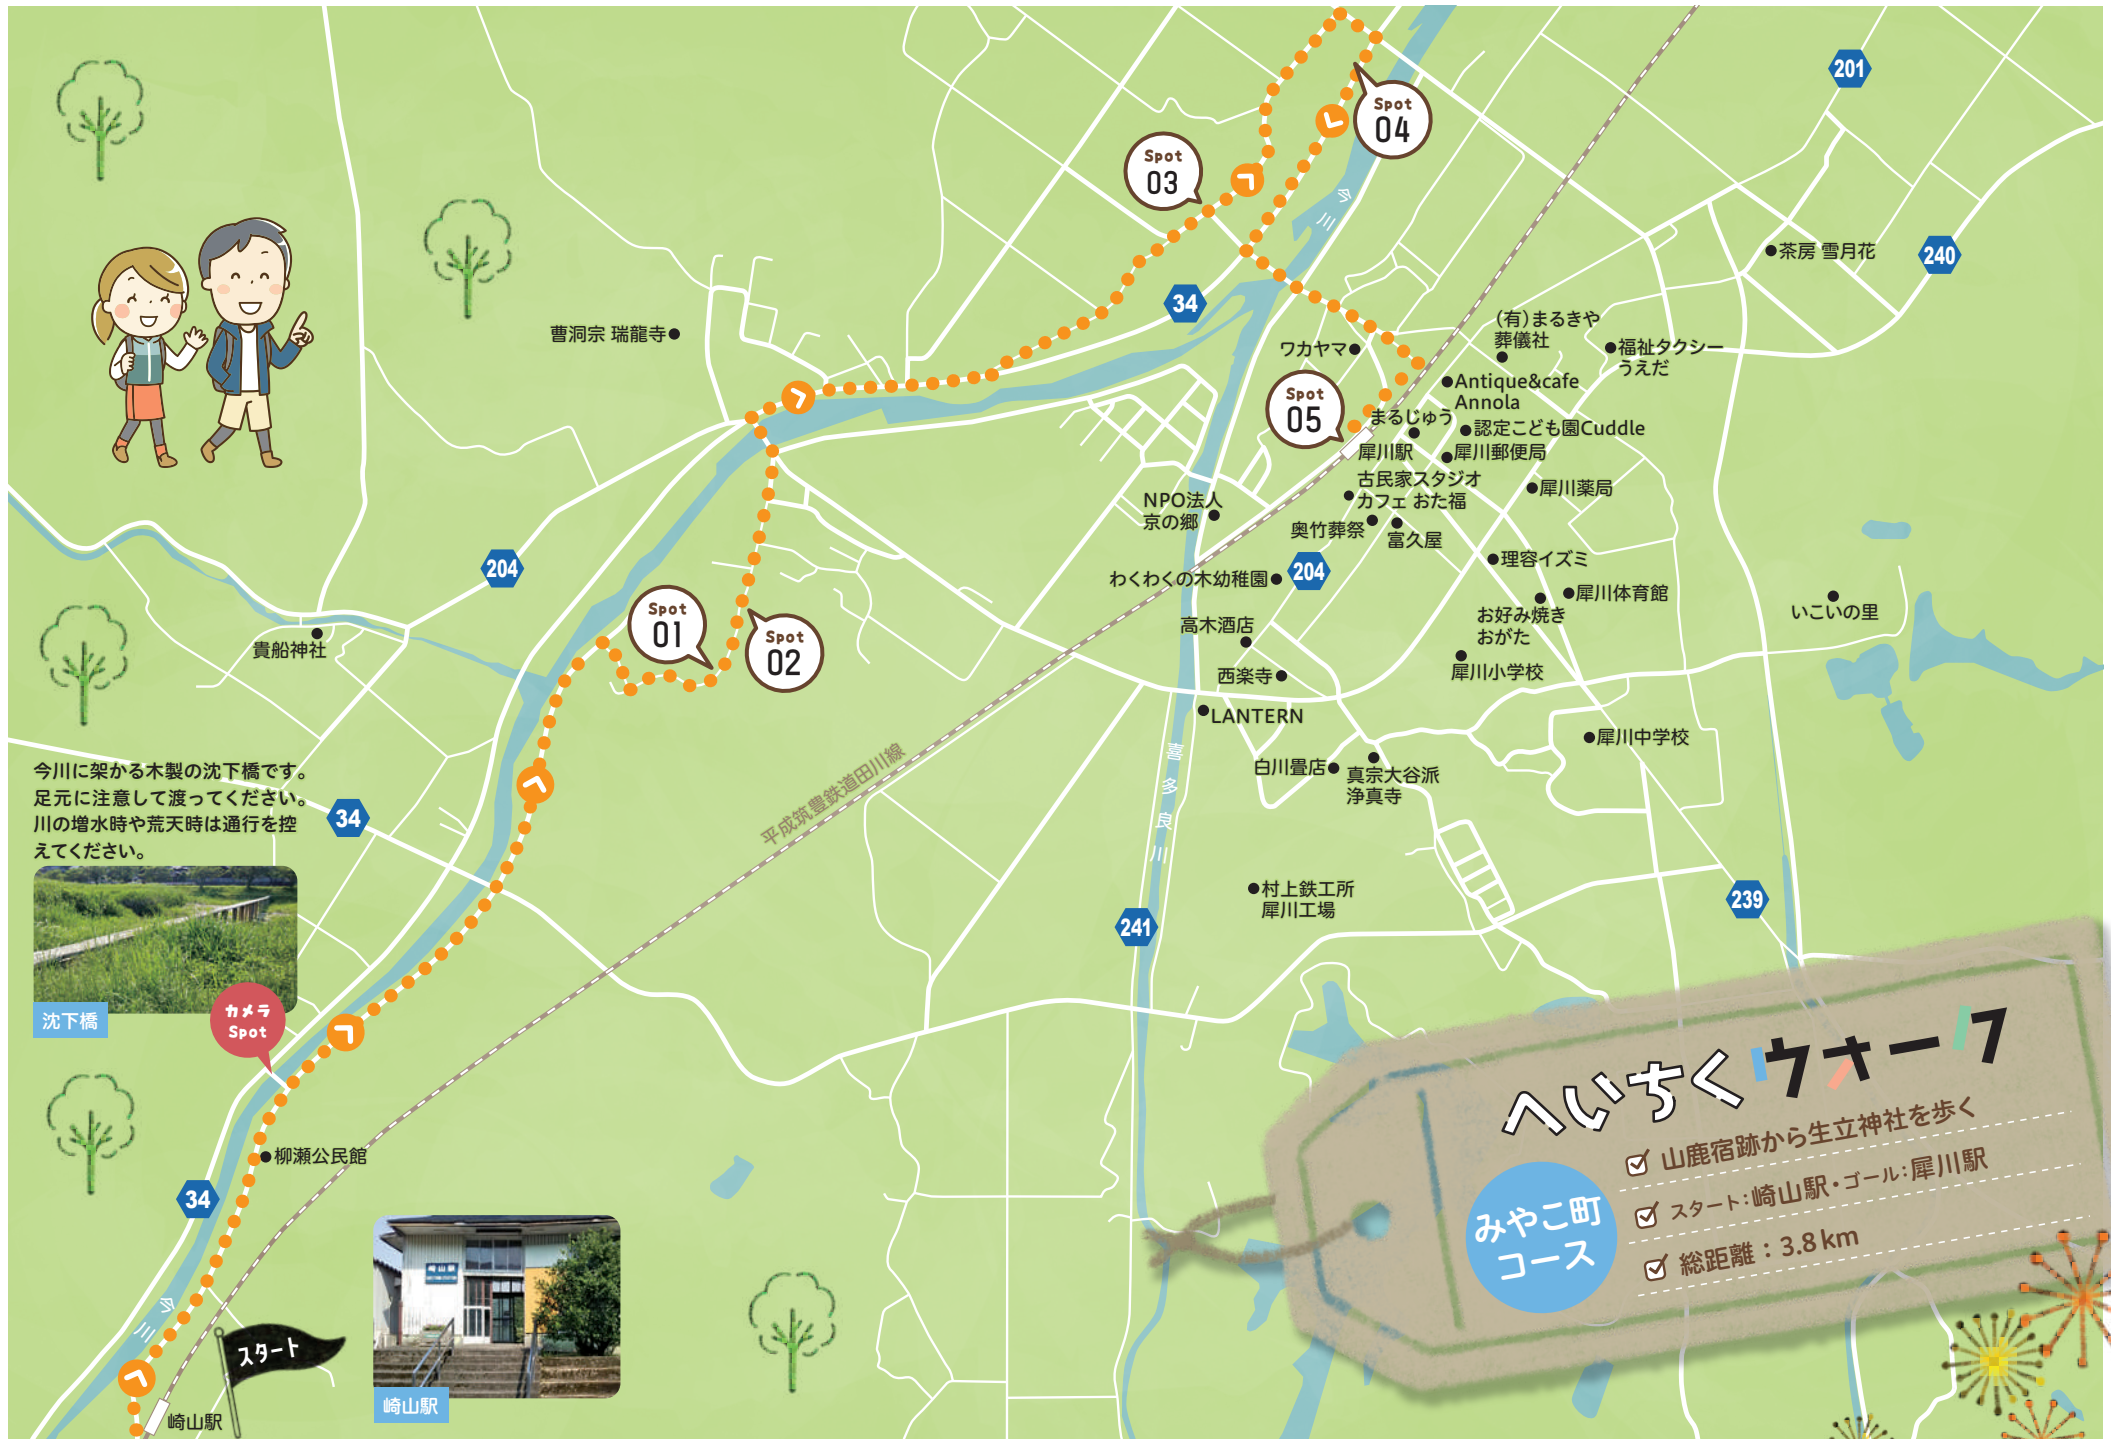 201
Spot
04
Spot
03
今川
茶房 雪月花
240
34
曹洞宗 瑞龍寺
ワカヤマ
(有)まるきや
葬儀社
福祉タクシー
うえだ
Antique&cafe
Annola
Spot
05
まるじゅう
認定こども園Cuddle
犀川駅
犀川郵便局
古民家スタジオ
カフェ おた福
犀川薬局
NPO法人
京の郷
奥竹葬祭
富久屋
204
わくわくの木幼稚園
204
理容イズミ
犀川体育館
お好み焼き
おがた
いこいの里
Spot
01
Spot
02
高木酒店
貴船神社
西楽寺
犀川小学校
LANTERN
犀川中学校
喜多良川
白川畳店
真宗大谷派
浄真寺
平成筑豊鉄道田川線
今川に架かる木製の沈下橋です。
足元に注意して渡ってください。
川の増水時や荒天時は通行を控
えてください。
34
村上鉄工所
犀川工場
239
241
沈下橋
カメラ
Spot
柳瀬公民館
34
今川
スタート
崎山駅
崎山駅
崎山駅
へいちくウォーク
みやこ町
コース
山鹿宿跡から生立神社を歩く
スタート:崎山駅・ゴール:犀川駅
総距離:3.8km